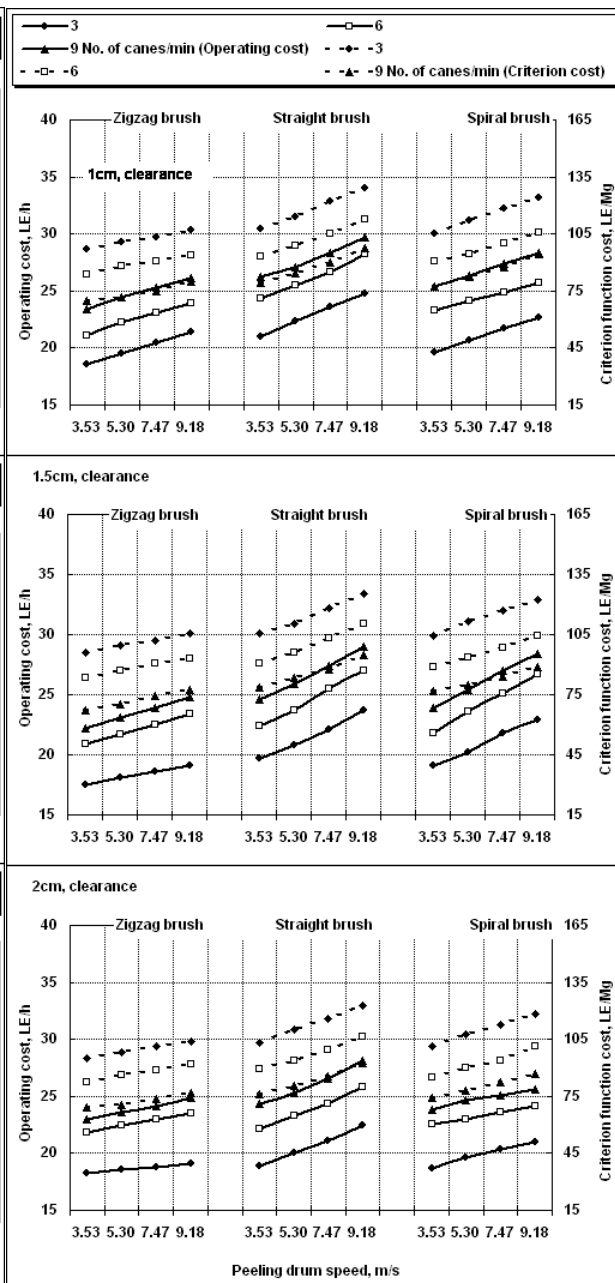 3 6
9 No. of canes/min (Operating cost) 3
6 9 No. of canes/min (Criterion cost)
40 Zigzag brush Straight brush Spiral brush 165
1cm, clearance
35 135
30 105
25 75
20 45
15 15
Operating cost, LE/h
Criterion function cost, LE/Mg
3.53 5.30 7.47 9.18 3.53 5.30 7.47 9.18 3.53 5.30 7.47 9.18
1.5cm, clearance
40 Zigzag brush Straight brush Spiral brush 165
35 135
30 105
25 75
20 45
15 15
Operating cost, LE/h
Criterion function cost, LE/Mg
3.53 5.30 7.47 9.18 3.53 5.30 7.47 9.18 3.53 5.30 7.47 9.18
2cm, clearance
40 Zigzag brush Straight brush Spiral brush 165
35 135
30 105
25 75
20 45
15 15
Operating cost, LE/h
Criterion function cost, LE/Mg
3.53 5.30 7.47 9.18 3.53 5.30 7.47 9.18 3.53 5.30 7.47 9.18
Peeling drum speed, m/s